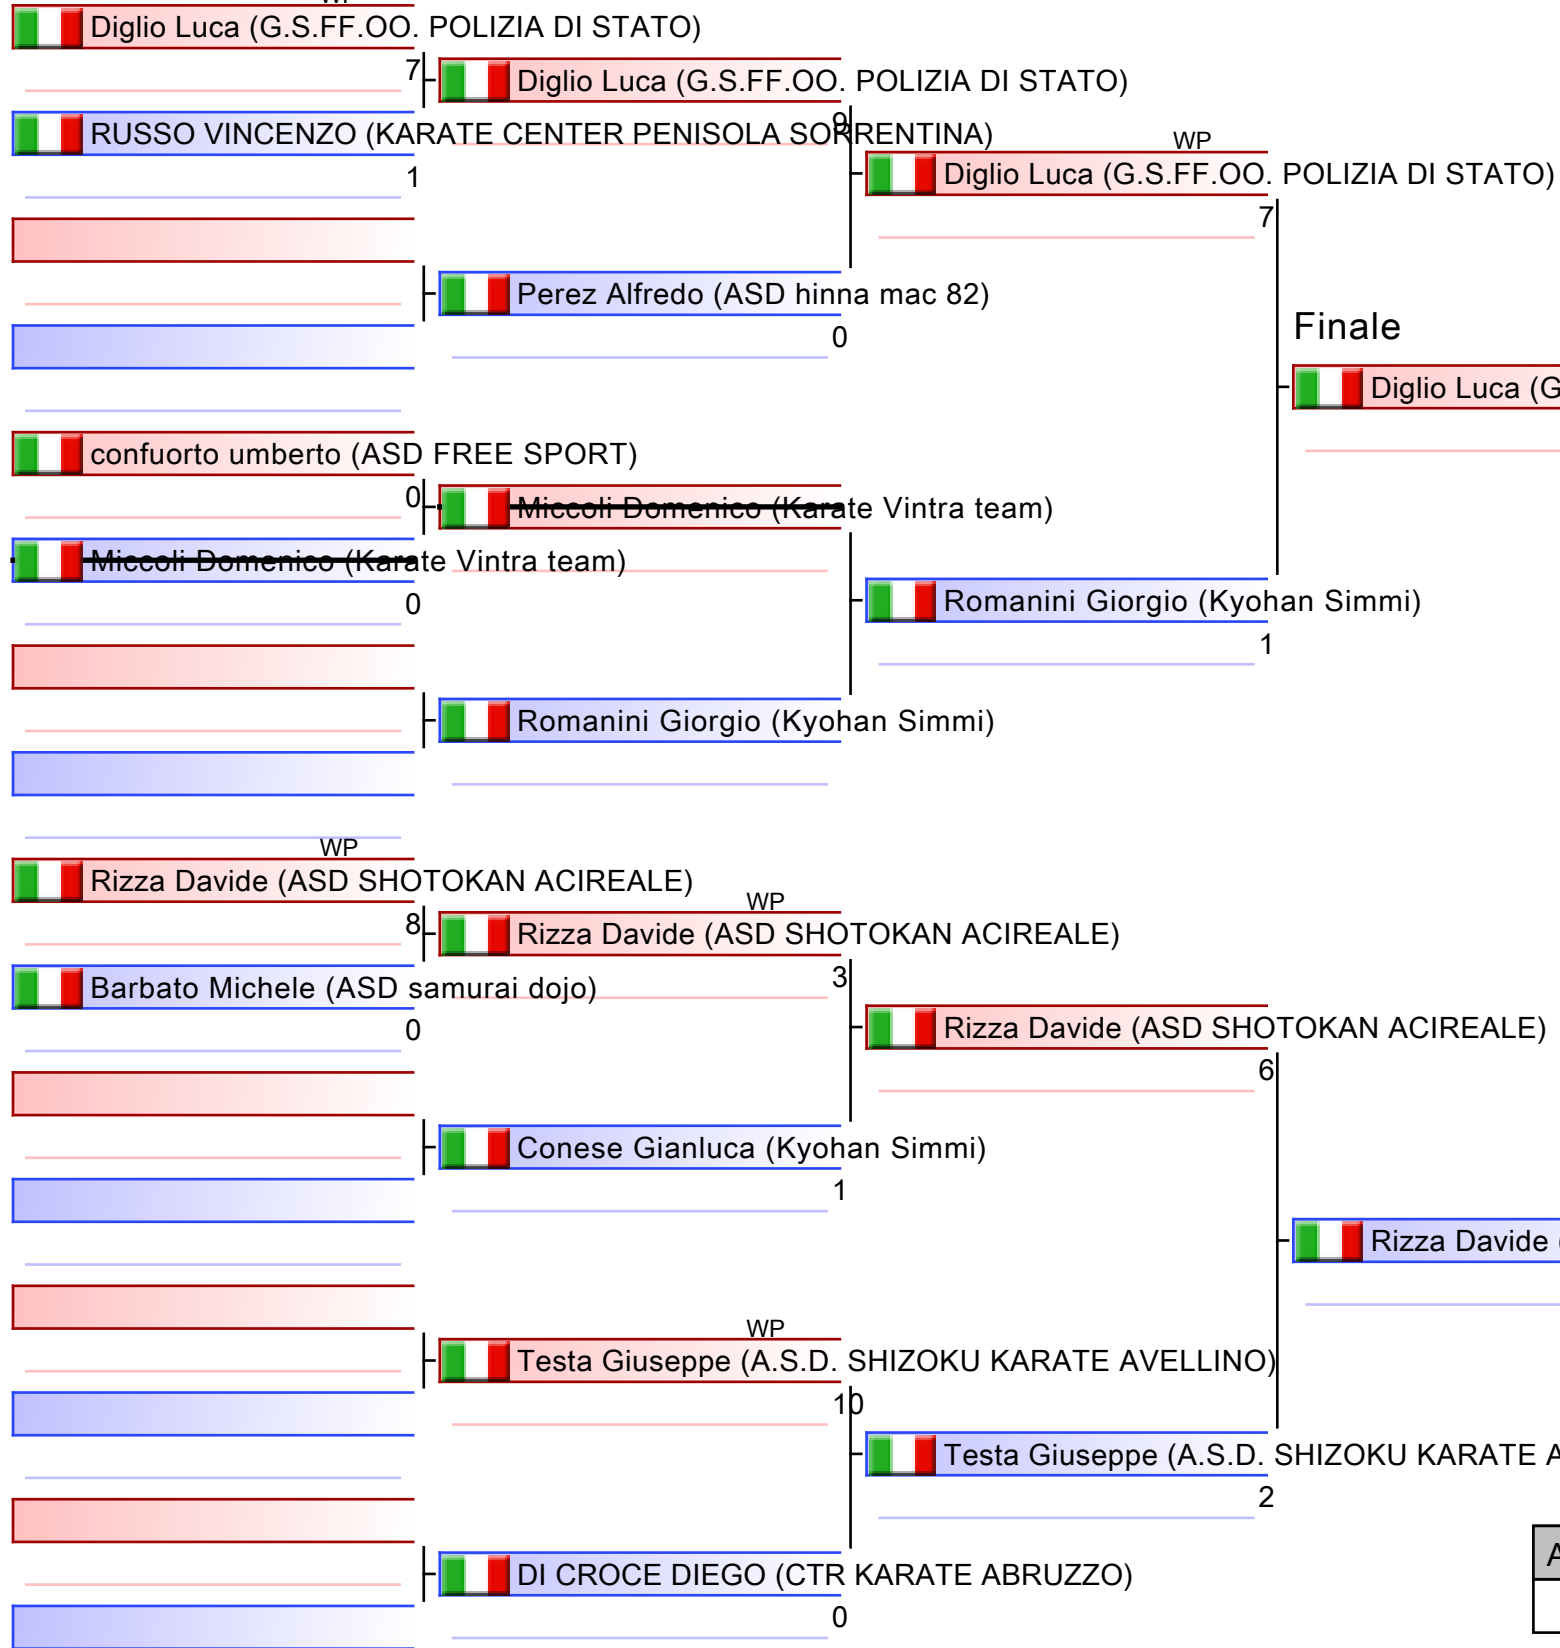 WP
Diglio Luca (G.S.FF.OO. POLIZIA DI STATO)
7
Diglio Luca (G.S.FF.OO. POLIZIA DI STATO)
9
RUSSO VINCENZO (KARATE CENTER PENISOLA SORRENTINA)
1
WP
Diglio Luca (G.S.FF.OO. POLIZIA DI STATO)
7
Perez Alfredo (ASD hinna mac 82)
0
Finale
Diglio Luca (G
confuorto umberto (ASD FREE SPORT)
0
Miccoli Domenico (Karate Vintra team)
Miccoli Domenico (Karate Vintra team)
0
Romanini Giorgio (Kyohan Simmi)
1
Romanini Giorgio (Kyohan Simmi)
WP
Rizza Davide (ASD SHOTOKAN ACIREALE)
8
WP
Rizza Davide (ASD SHOTOKAN ACIREALE)
3
Barbato Michele (ASD samurai dojo)
0
Rizza Davide (ASD SHOTOKAN ACIREALE)
6
Conese Gianluca (Kyohan Simmi)
1
Rizza Davide (
WP
Testa Giuseppe (A.S.D. SHIZOKU KARATE AVELLINO)
10
Testa Giuseppe (A.S.D. SHIZOKU KARATE A
2
DI CROCE DIEGO (CTR KARATE ABRUZZO)
0
A